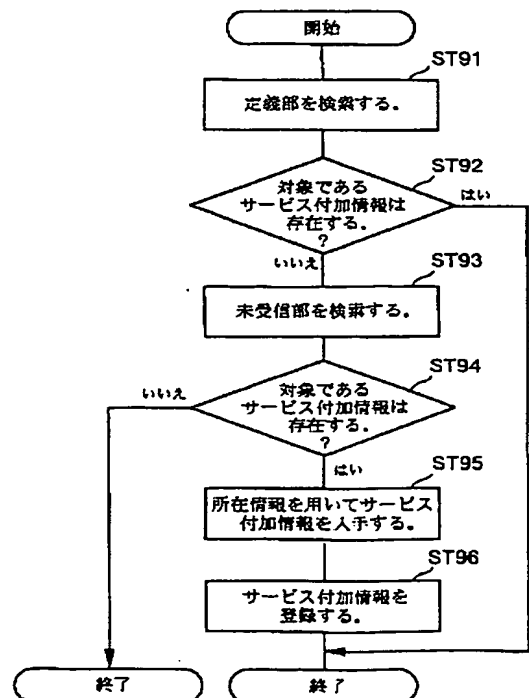 開始
ST91
定義部を検索する。
ST92
対象である
サービス付加情報は
存在する。
?
はい
いいえ
ST93
未受信部を検索する。
ST94
対象である
サービス付加情報は
存在する。
?
いいえ
はい
ST95
所在情報を用いてサービス
付加情報を入手する。
ST96
サービス付加情報を
登録する。
終了
終了